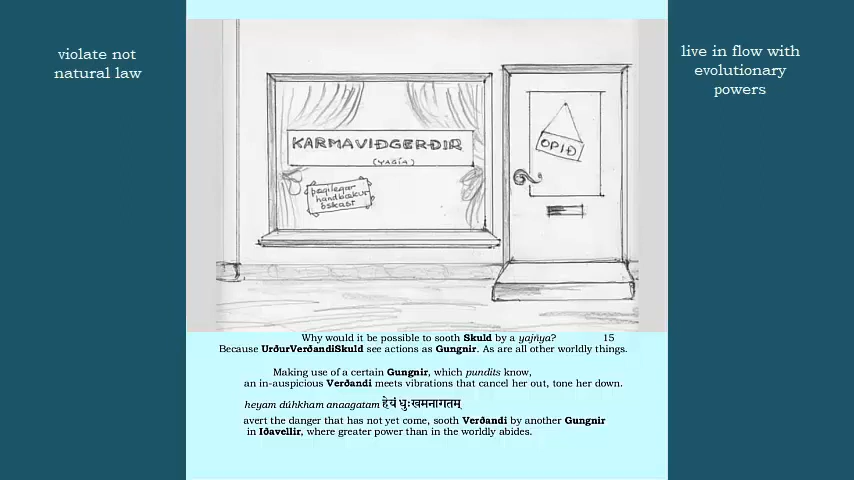 violate not
natural law
live in flow with
evolutionary
powers
KARMAVIÐGERÐIR
(YAGÍA)
þægilegar
handbækur
óskast
OPIÐ
Why would it be possible to sooth Skuld by a yajńya? 15
Because UrðurVerðandiSkuld see actions as Gungnir. As are all other worldly things.
Making use of a certain Gungnir, which pundits know,
an in-auspicious Verðandi meets vibrations that cancel her out, tone her down.
heyam dúhkham anaagatam हेयं धुःखमनागतम्
avert the danger that has not yet come, sooth Verðandi by another Gungnir
in Iðavellir, where greater power than in the worldly abides.